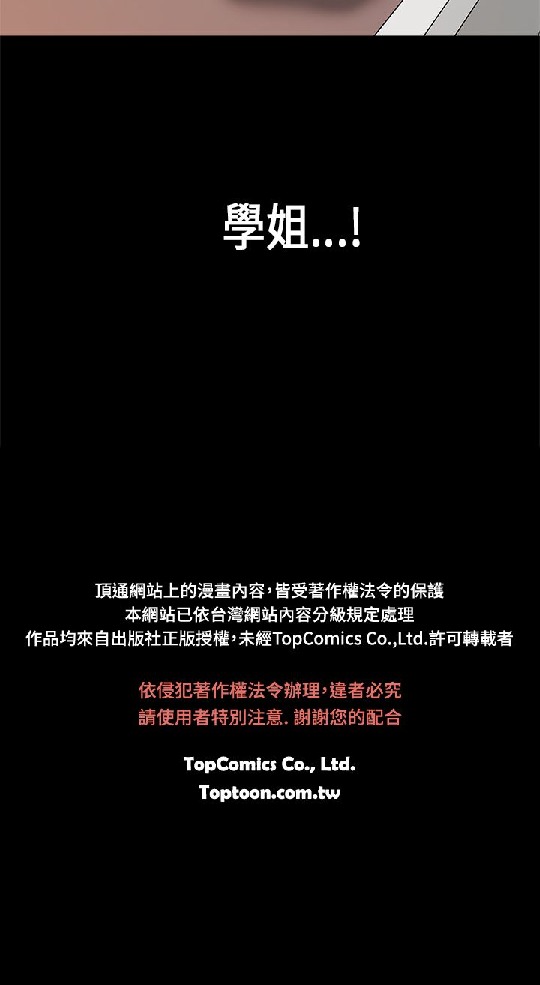 學姐...!
頂通網站上的漫畫內容，皆受著作權法令的保護
本網站已依台灣網站內容分級規定處理
作品均來自出版社正版授權，未經TopComics Co.,Ltd.許可轉載者
依侵犯著作權法令辦理，違者必究
請使用者特別注意. 謝謝您的配合
TopComics Co., Ltd.
Toptoon.com.tw